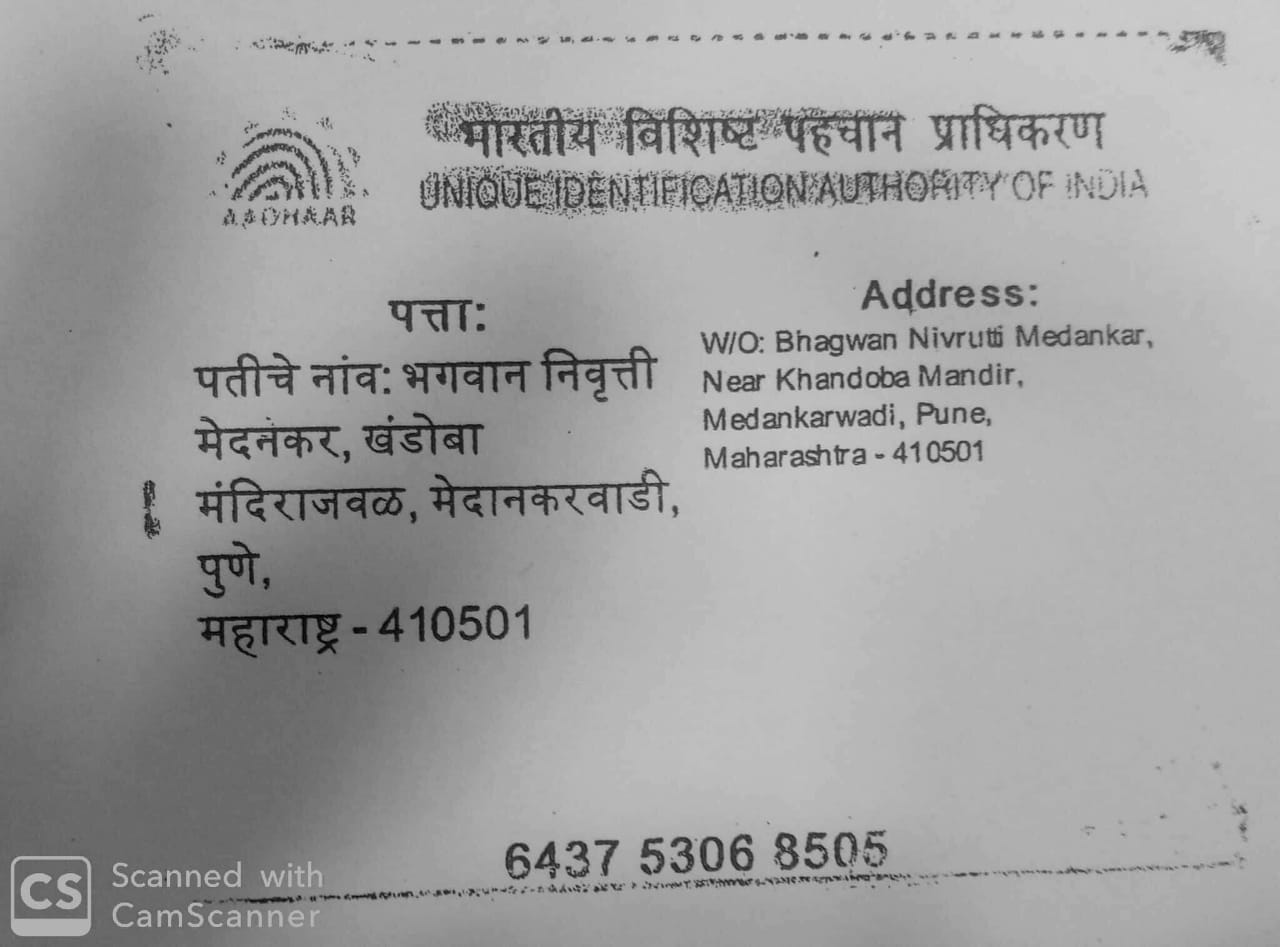 भारतीय विशिष्ट पहचान प्राधिकरण
UNIQUE IDENTIFICATION AUTHORITY OF INDIA
AADHAAR
पत्ता:
पतीचे नांव: भगवान निवृत्ती
मेदनकर, खंडोबा
मंदिराजवळ, मेदानकरवाडी,
पुणे,
महाराष्ट्र - 410501
Address:
W/O: Bhagwan Nivrutti Medankar,
Near Khandoba Mandir,
Medankarwadi, Pune,
Maharashtra - 410501
6437 5306 8505
CS
Scanned with
CamScanner